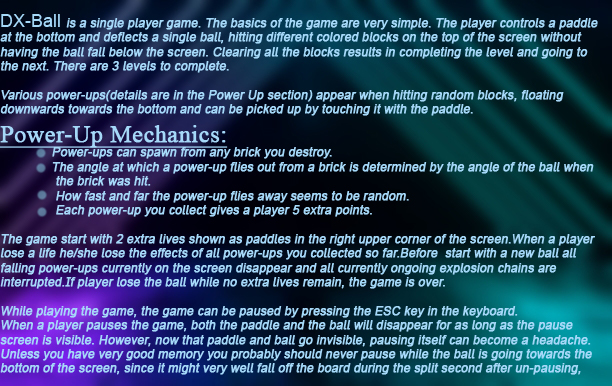 DX-Ball is a single player game. The basics of the game are very simple. The player controls a paddle
at the bottom and deflects a single ball, hitting different colored blocks on the top of the screen without
having the ball fall below the screen. Clearing all the blocks results in completing the level and going to
the next. There are 3 levels to complete.
Various power-ups(details are in the Power Up section) appear when hitting random blocks, floating
downwards towards the bottom and can be picked up by touching it with the paddle.
Power-Up Mechanics:
Power-ups can spawn from any brick you destroy.
The angle at which a power-up flies out from a brick is determined by the angle of the ball when
the brick was hit.
How fast and far the power-up flies away seems to be random.
Each power-up you collect gives a player 5 extra points.
The game start with 2 extra lives shown as paddles in the right upper corner of the screen.When a player
lose a life he/she lose the effects of all power-ups you collected so far.Before start with a new ball all
falling power-ups currently on the screen disappear and all currently ongoing explosion chains are
interrupted.If player lose the ball while no extra lives remain, the game is over.
While playing the game, the game can be paused by pressing the ESC key in the keyboard.
When a player pauses the game, both the paddle and the ball will disappear for as long as the pause
screen is visible. However, now that paddle and ball go invisible, pausing itself can become a headache.
Unless you have very good memory you probably should never pause while the ball is going towards the
bottom of the screen, since it might very well fall off the board during the split second after un-pausing,